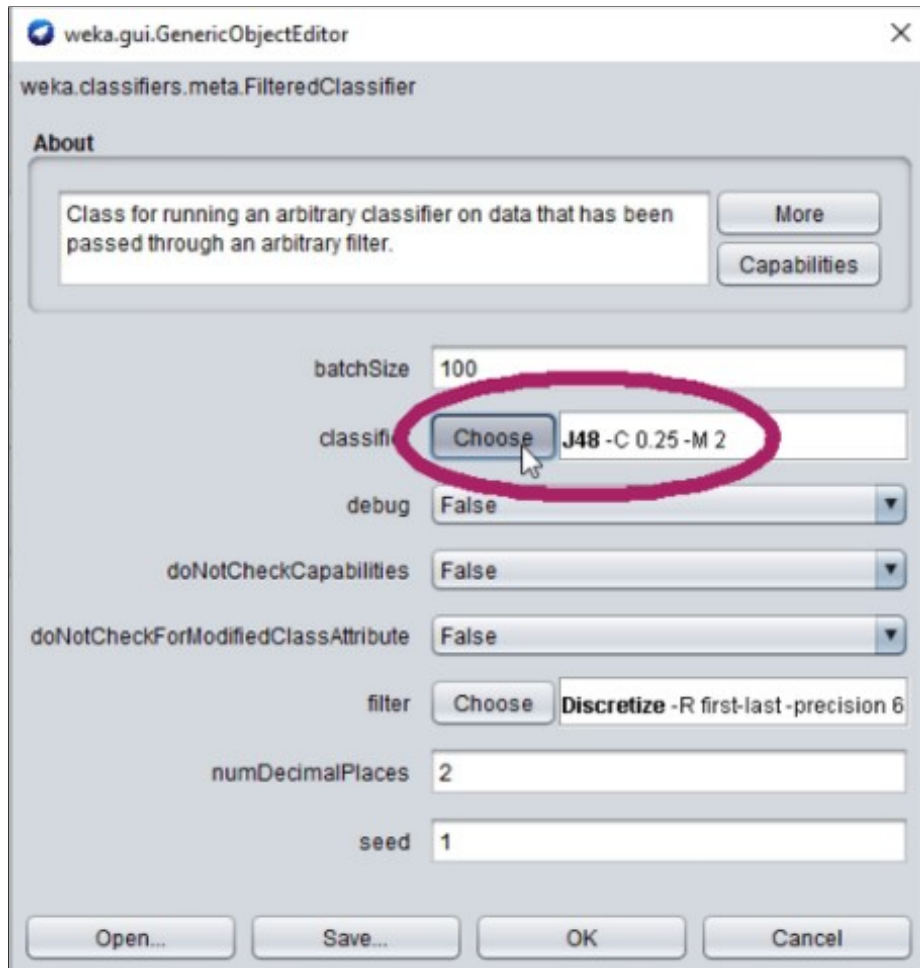 weka.gui.GenericObjectEditor
weka.classifiers.meta.FilteredClassifier
About
Class for running an arbitrary classifier on data that has been
passed through an arbitrary filter.
More
Capabilities
batchSize 100
classifie Choose J48 -C 0.25 -M 2
debug False
doNotCheckCapabilities False
doNotCheckForModifiedClassAttribute False
filter Choose Discretize -R first-last -precision 6
numDecimalPlaces 2
seed 1
Open... Save... OK Cancel